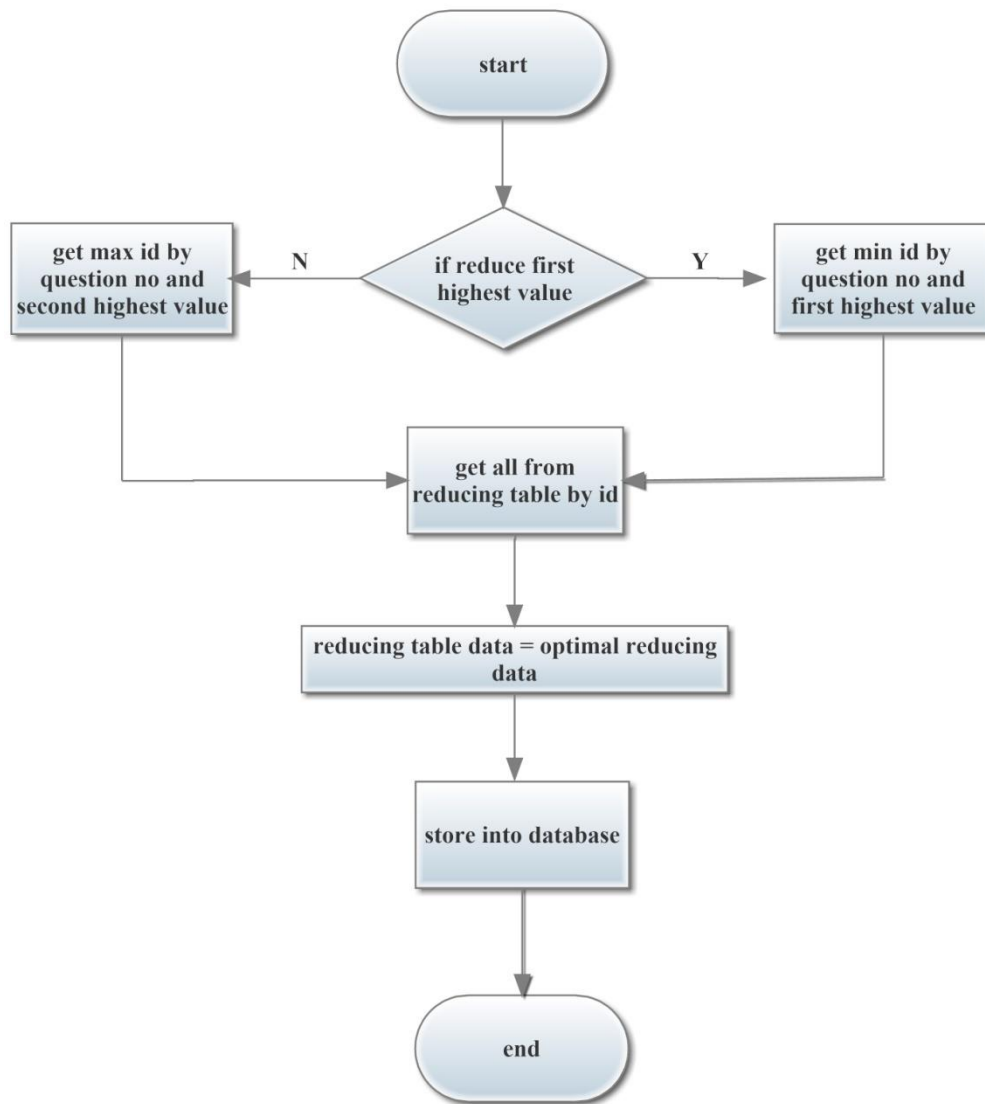 start
get max id by
question no and
second highest value
N
if reduce first
highest value
Y
get min id by
question no and
first highest value
get all from
reducing table by id
reducing table data = optimal reducing
data
store into database
end